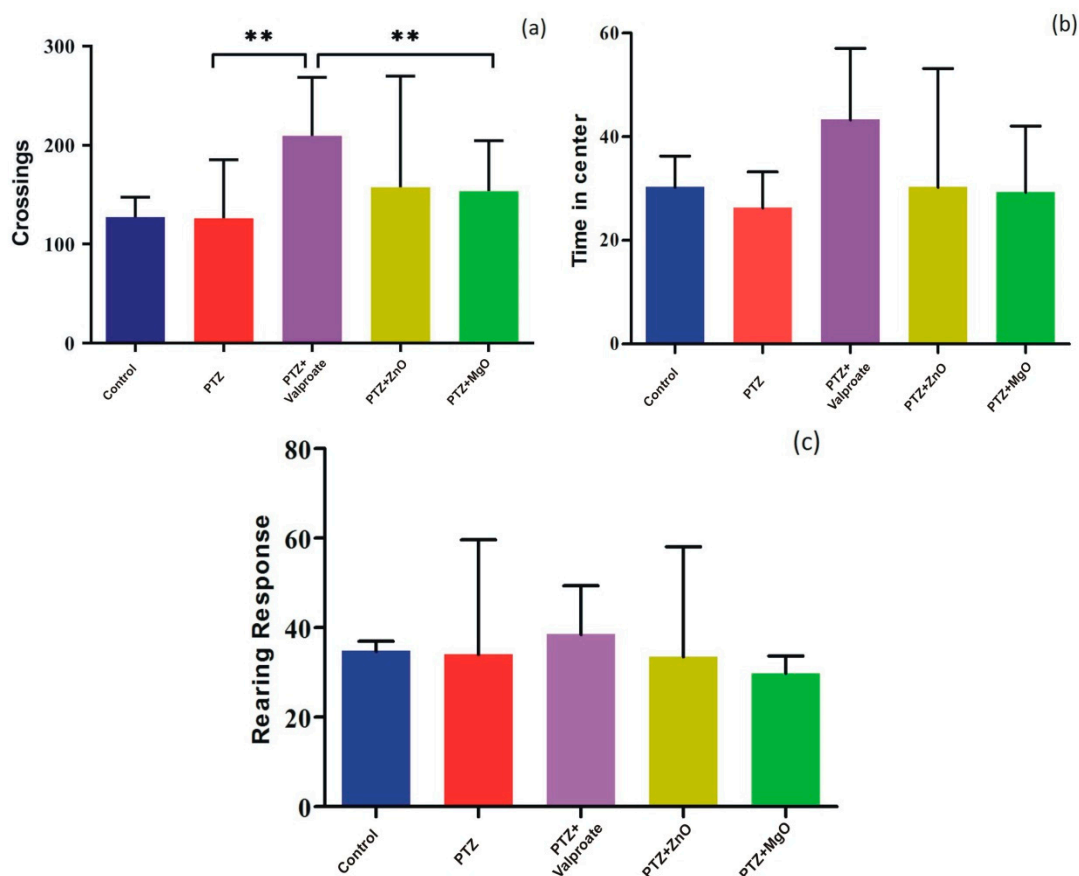 (a)
** **
Crossings
300
200
100
0
Control
PTZ
PTZ+
Valproate
PTZ+ZnO
PTZ+MgO
(b)
Time in center
60
40
20
0
Control
PTZ
PTZ+
Valproate
PTZ+ZnO
PTZ+MgO
(c)
Rearing Response
80
60
40
20
0
Control
PTZ
PTZ+
Valproate
PTZ+ZnO
PTZ+MgO